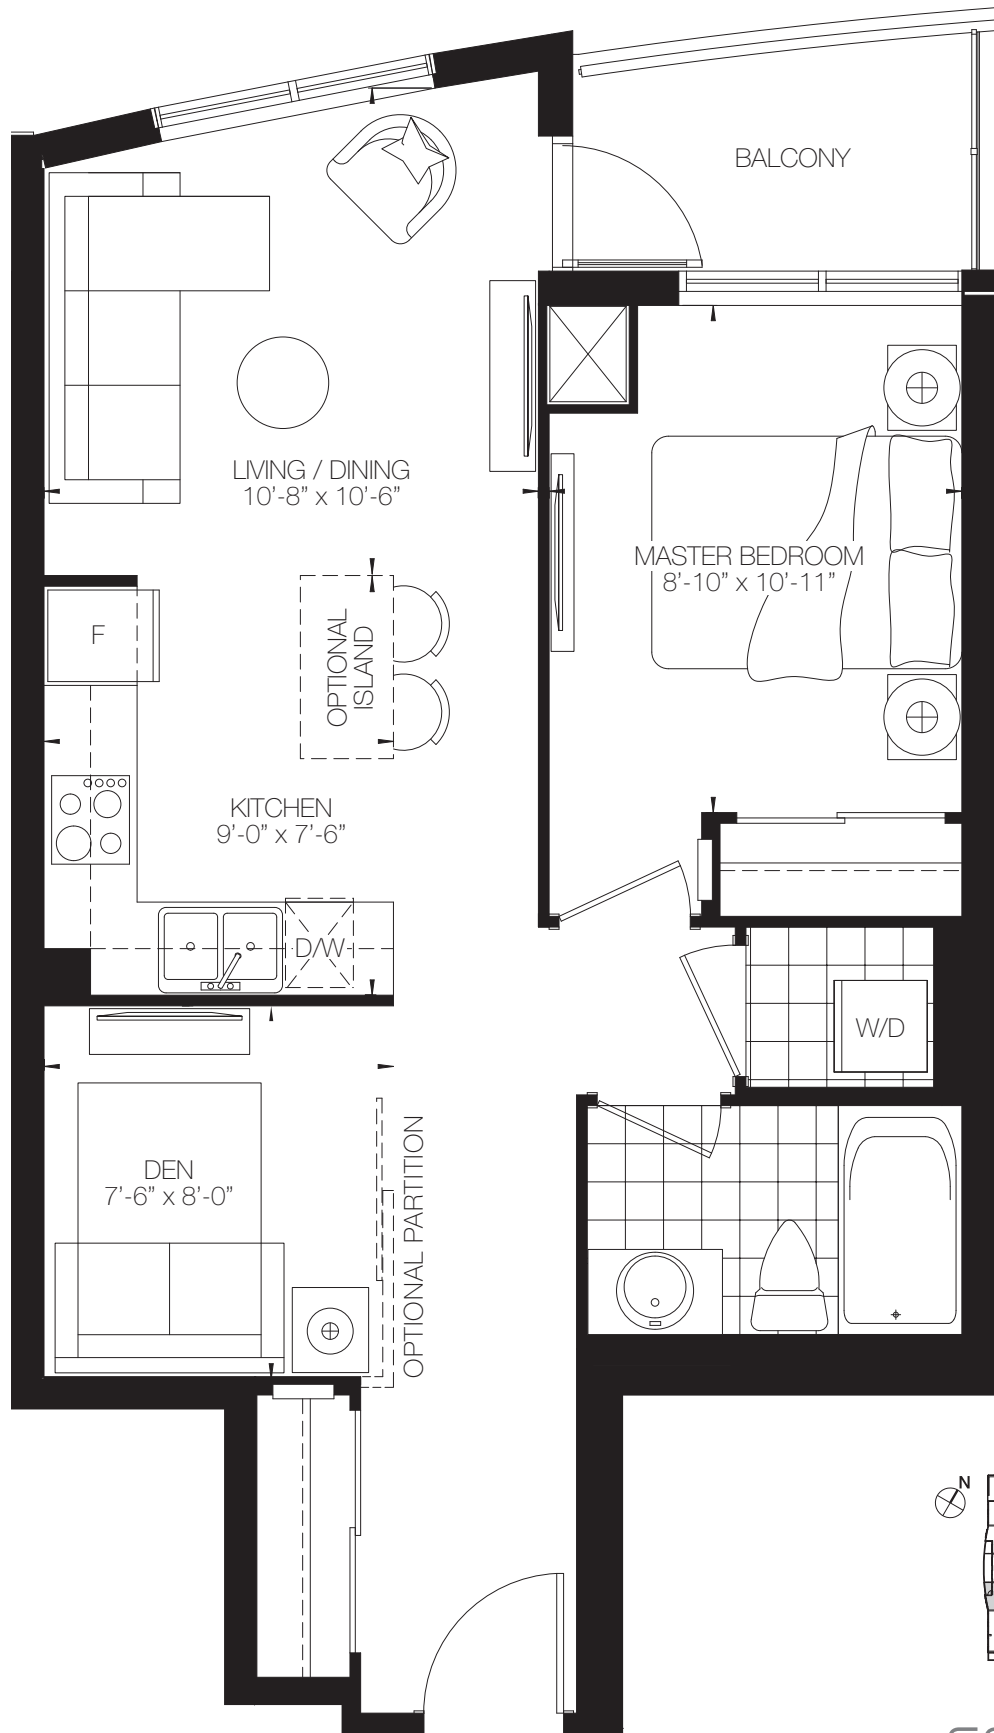 BALCONY
LIVING / DINING
10’-8” x 10’-6”
MASTER BEDROOM
8’-10” x 10’-11”
F
OPTIONAL
ISLAND
KITCHEN
9’-0” x 7’-6”
D/W
W/D
DEN
7’-6” x 8’-0”
OPTIONAL PARTITION
N